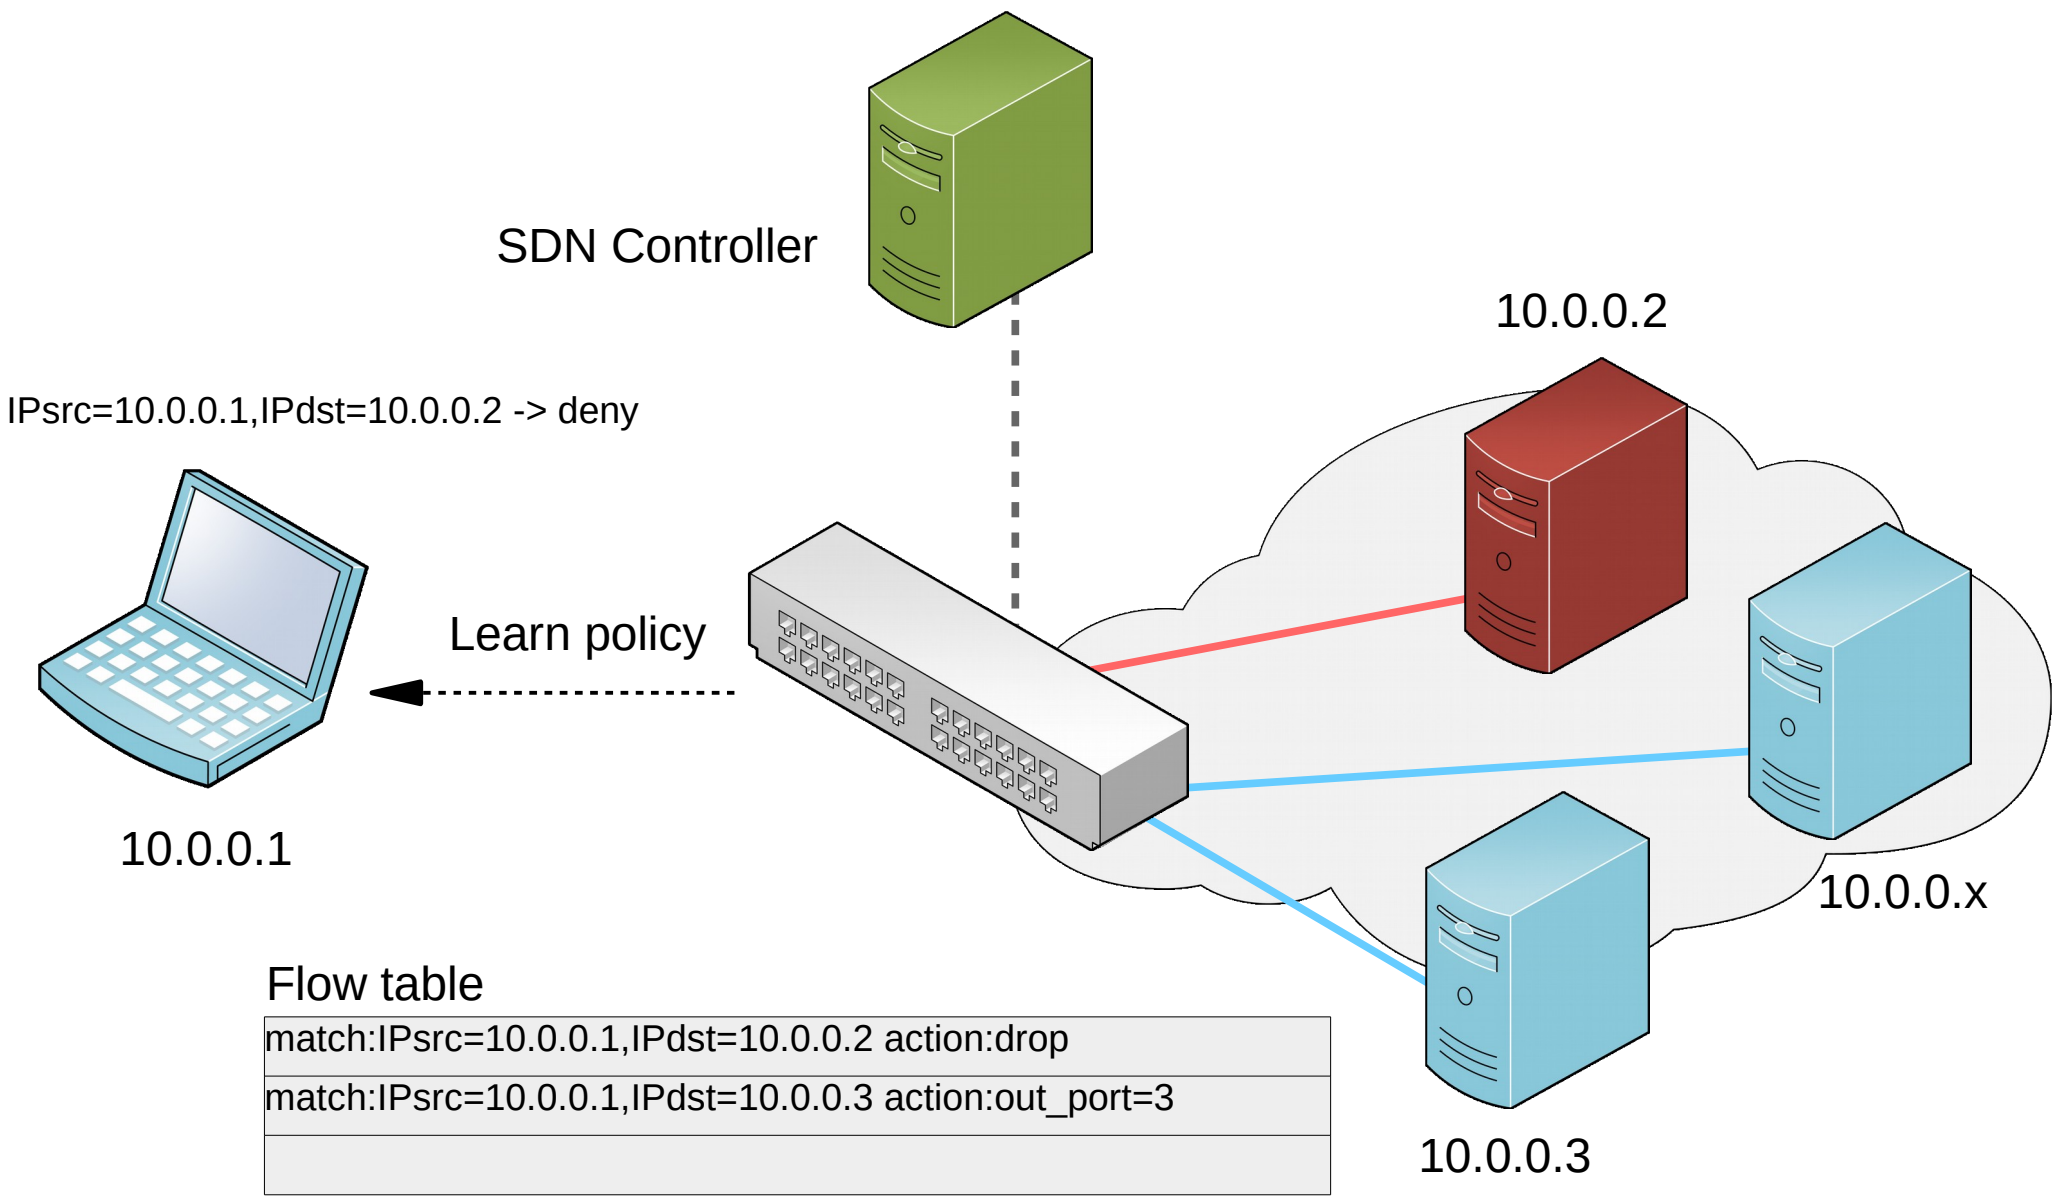 SDN Controller
10.0.0.2
IPsrc=10.0.0.1,IPdst=10.0.0.2 -> deny
Learn policy
10.0.0.1
10.0.0.x
Flow table
match:IPsrc=10.0.0.1,IPdst=10.0.0.2 action:drop
match:IPsrc=10.0.0.1,IPdst=10.0.0.3 action:out_port=3
10.0.0.3